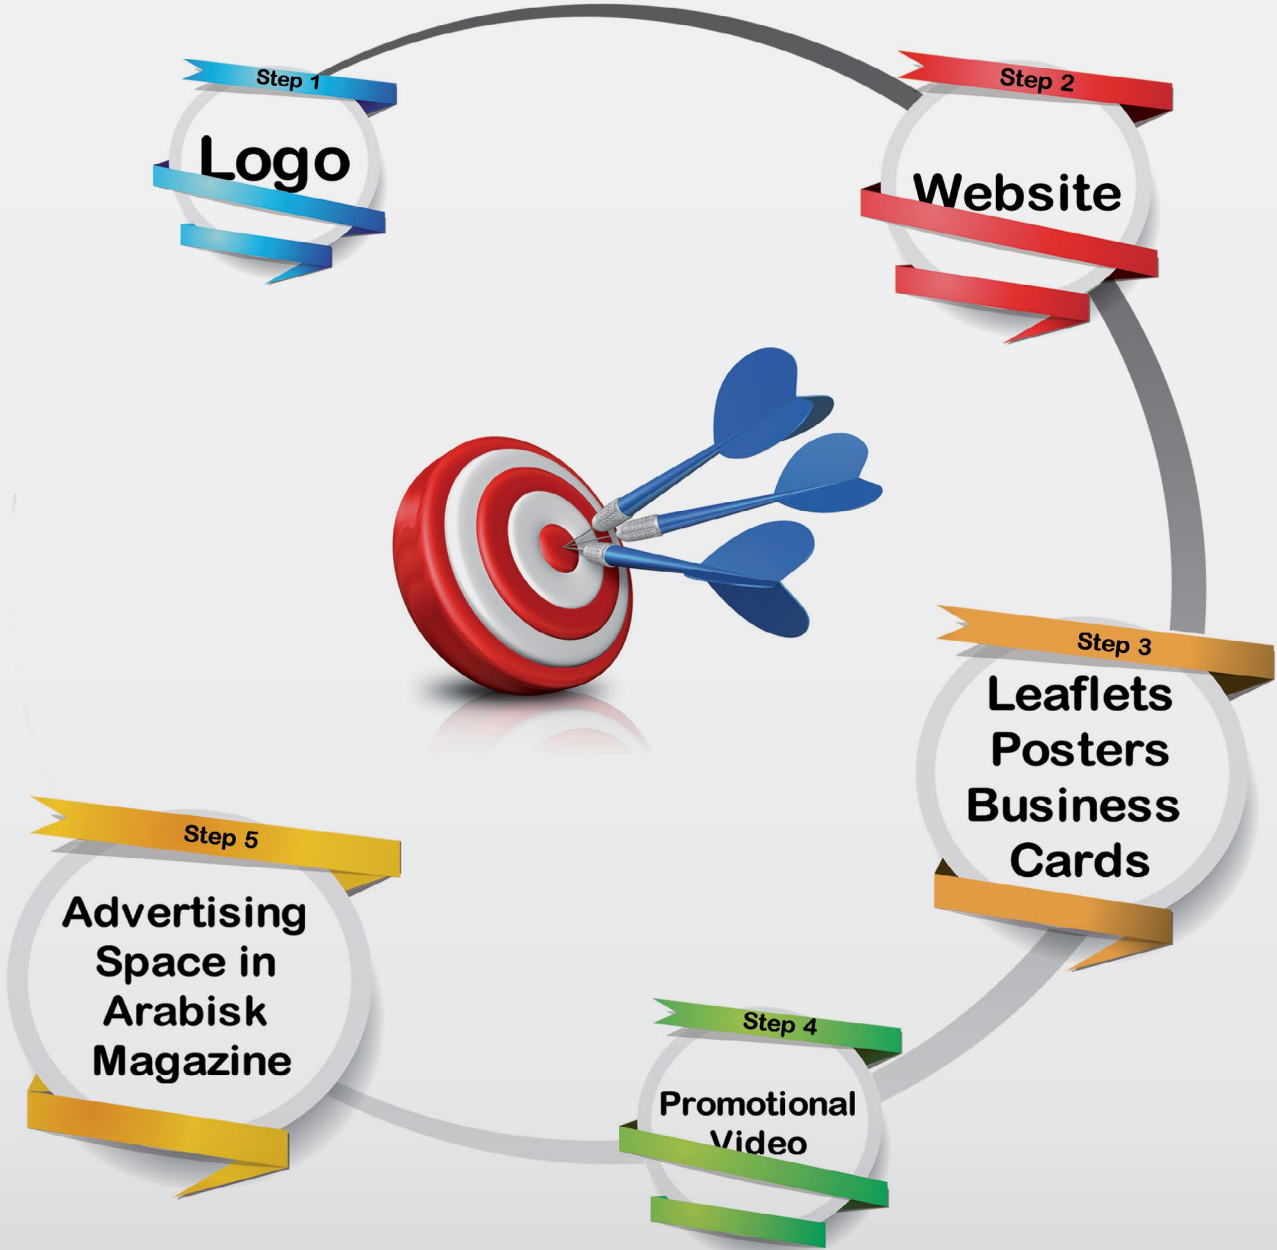 Step 1
Logo
Step 2
Website
Step 3
Leaflets
Posters
Business
Cards
Step 4
Promotional
Video
Step 5
Advertising
Space in
Arabisk
Magazine